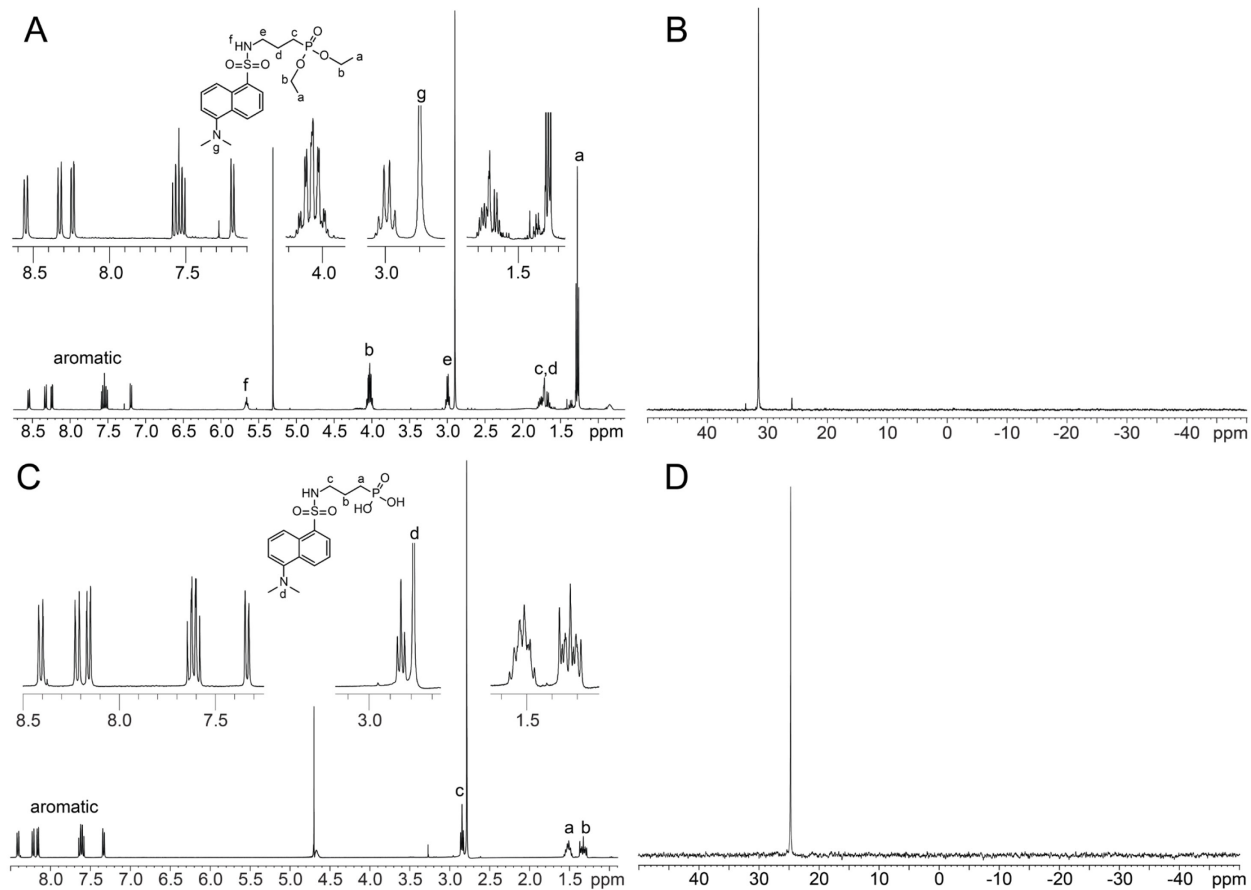 A
f
HN
e
d
c
P
O
O
O
a
b
b
a
O=S=O
N
g
g
a
8.5 8.0 7.5
4.0
3.0
1.5
aromatic
f
b
e
c,d
8.5 8.0 7.5 7.0 6.5 6.0 5.5 5.0 4.5 4.0 3.5 3.0 2.5 2.0 1.5 ppm
B
40 30 20 10 0 -10 -20 -30 -40 ppm
C
HN
c
b
a
P
O
OH
HO
O=S=O
N
d
d
8.5 8.0 7.5
3.0
1.5
aromatic
c
a
b
8.0 7.5 7.0 6.5 6.0 5.5 5.0 4.5 4.0 3.5 3.0 2.5 2.0 1.5 ppm
D
40 30 20 10 0 -10 -20 -30 -40 ppm